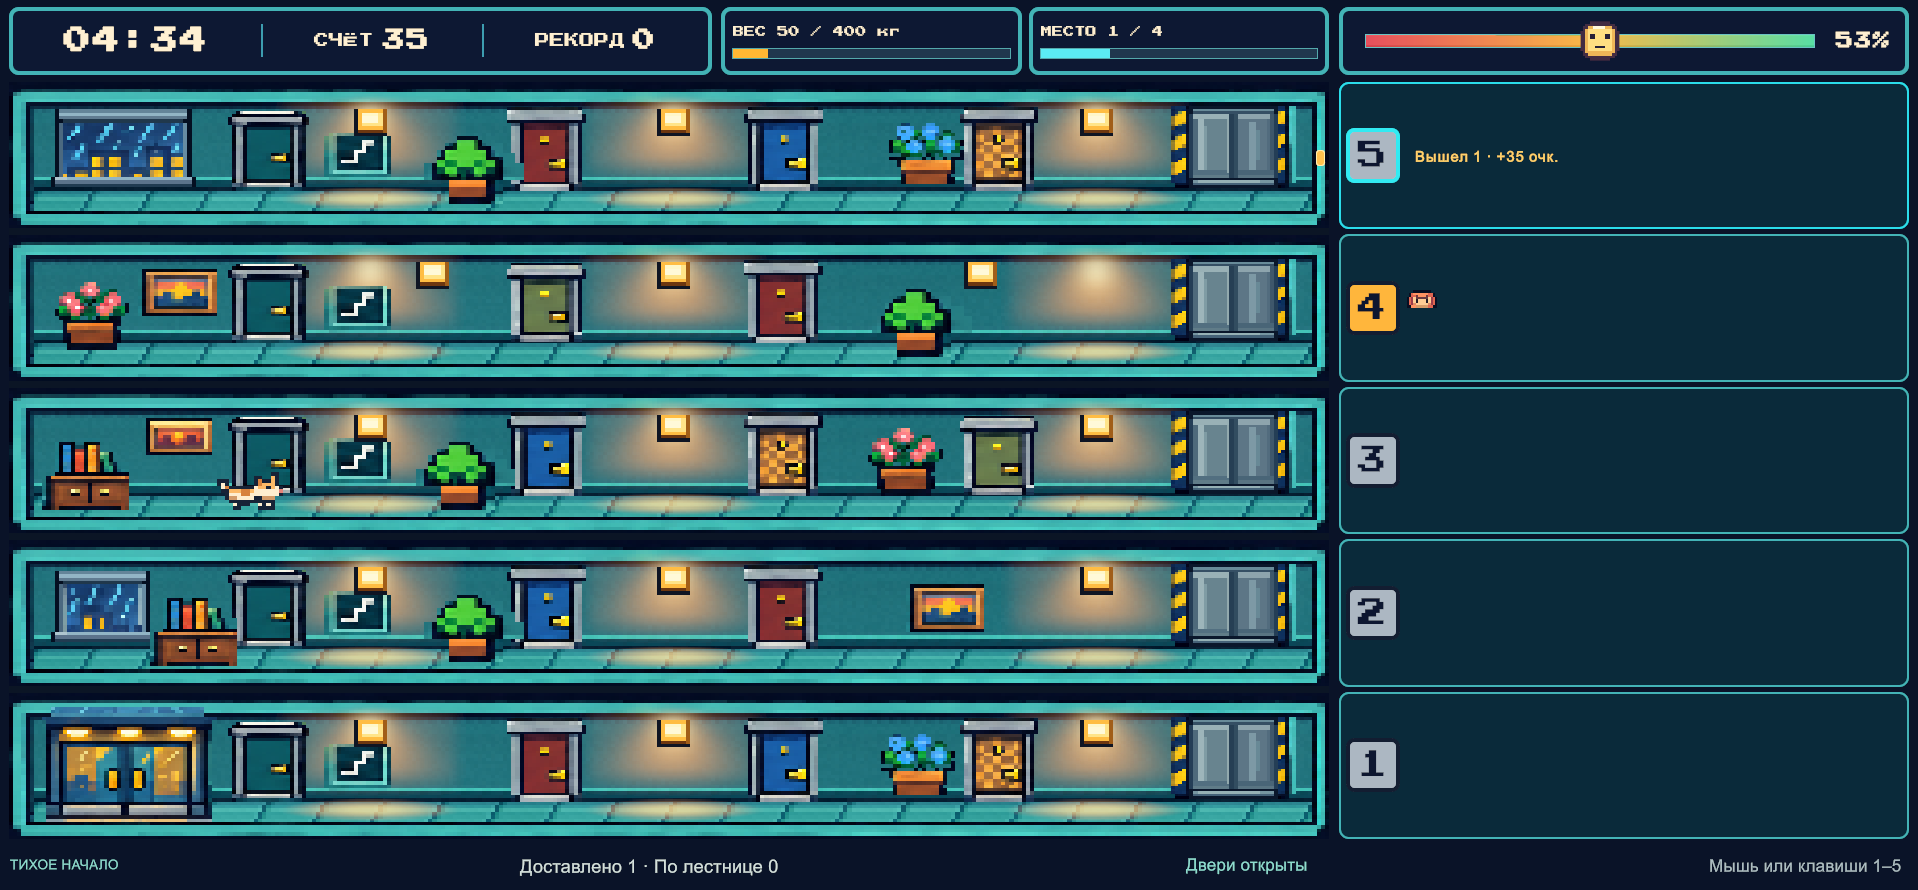 04:34
СЧЁТ 35
РЕКОРД 0
ВЕС 50 / 400 кг
МЕСТО 1 / 4
53%
5
Вышел 1 · +35 очк.
4
3
2
1
ТИХОЕ НАЧАЛО
Доставлено 1 · По лестнице 0
Двери открыты
Мышь или клавиши 1–5